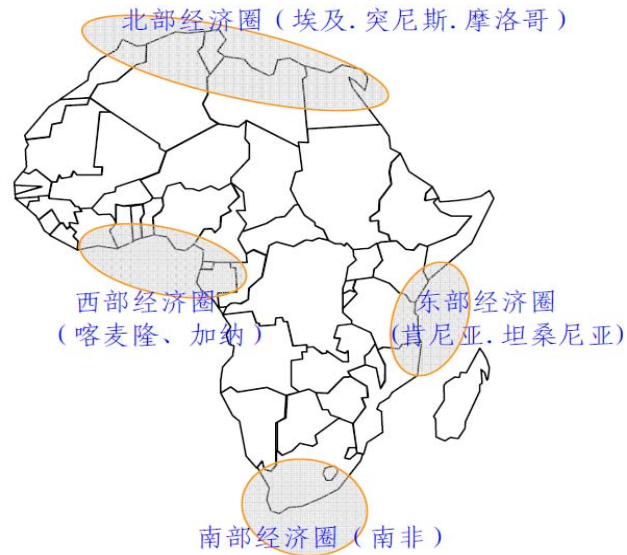 北部经济圈（埃及.突尼斯.摩洛哥）
西部经济圈
（喀麦隆、加纳）
东部经济圈
（肯尼亚.坦桑尼亚）
南部经济圈（南非）